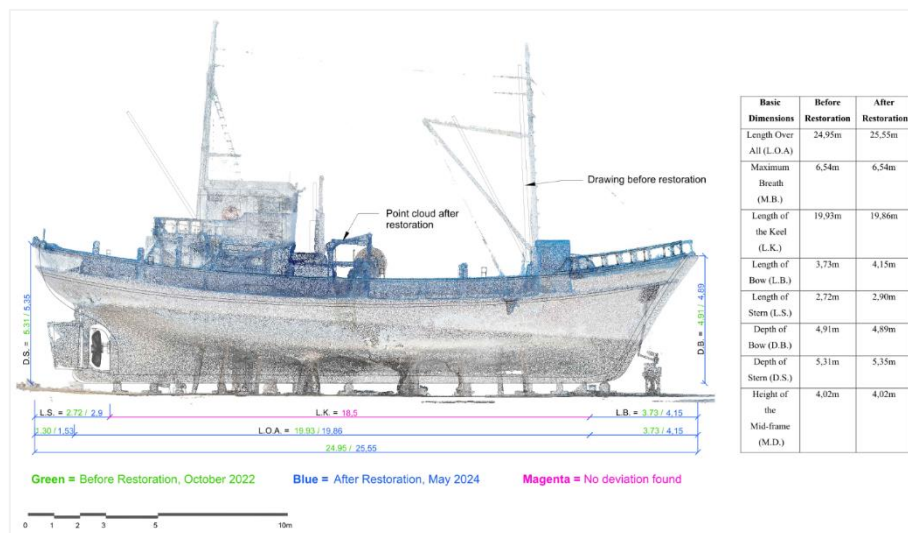 Drawing before restoration
Point cloud after
restoration
D.S. = 5.31 / 5.35
D.B. = 4.91 / 4,89
L.S. = 2.72 / 2.9
L.K. = 18,5
L.B. = 3.73 / 4,15
1.30 / 1,53
L.O.A. = 19.93 / 19,86
3.73 / 4,15
24.95 / 25,55
Green = Before Restoration, October 2022
Blue = After Restoration, May 2024
Magenta = No deviation found
0 1 2 3 5 10m
Basic Before After
Dimensions Restoration Restoration
Length Over 24,95m 25,55m
All (L.O.A)
Maximum 6,54m 6,54m
Breath
(M.B.)
Length of 19,93m 19,86m
the Keel
(L.K.)
Length of 3,73m 4,15m
Bow (L.B.)
Length of 2,72m 2,90m
Stern (L.S.)
Depth of 4,91m 4,89m
Bow (D.B.)
Depth of 5,31m 5,35m
Stern (D.S.)
Height of 4,02m 4,02m
the
Mid-frame
(M.D.)